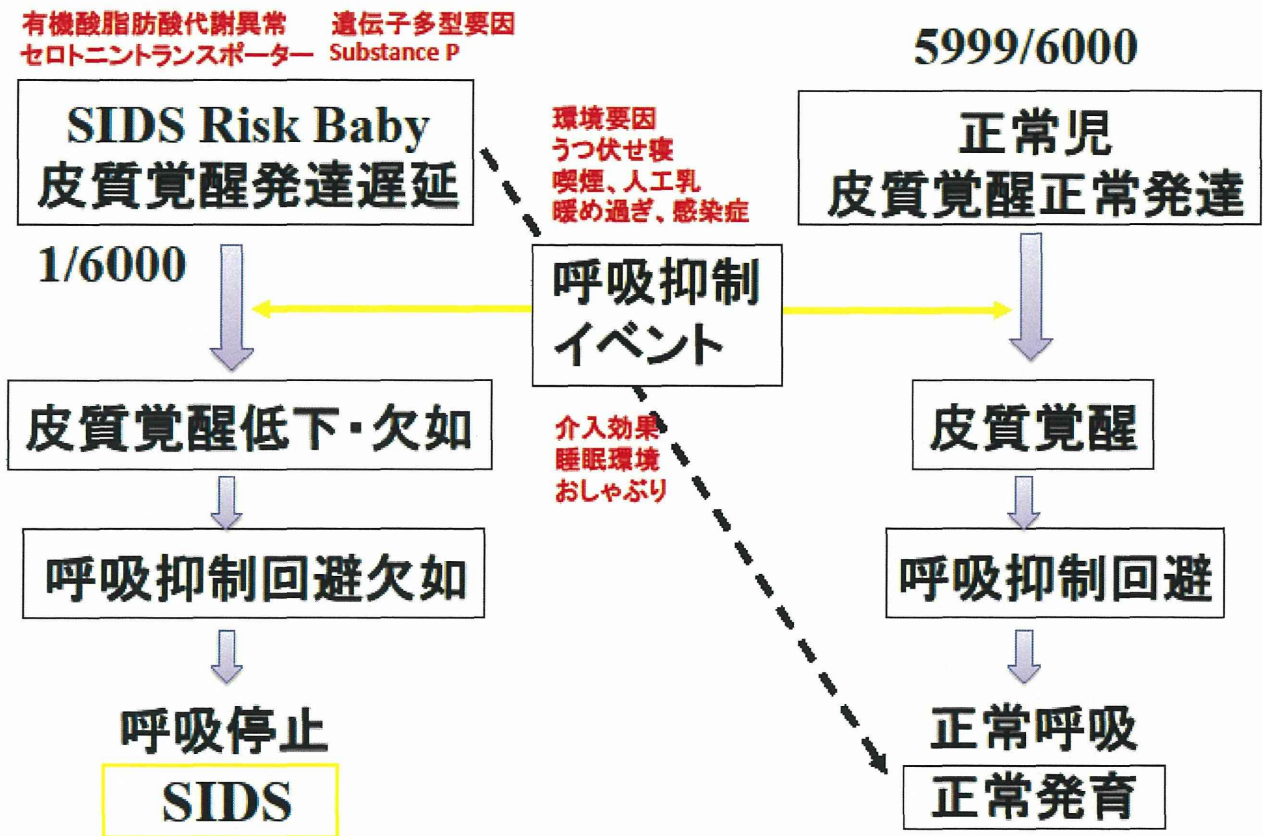 有機酸脂肪酸代謝異常 遺伝子多型要因
セロトニントランスポーター Substance P
SIDS Risk Baby
皮質覚醒発達遅延
1/6000
皮質覚醒低下・欠如
呼吸抑制回避欠如
呼吸停止
SIDS
環境要因
うつ伏せ寝
喫煙、人工乳
暖め過ぎ、感染症
呼吸抑制
イベント
介入効果
睡眠環境
おしゃぶり
5999/6000
正常児
皮質覚醒正常発達
皮質覚醒
呼吸抑制回避
正常呼吸
正常発育